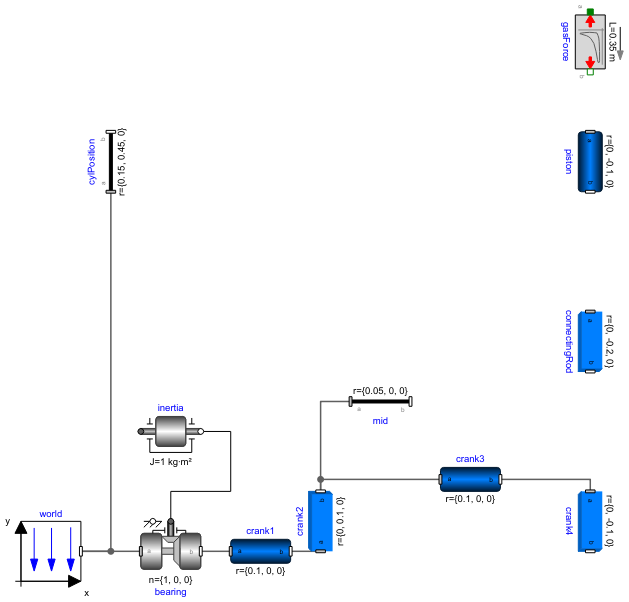 a
gasForce
L=0.35 m
b
cylPosition
b
a
r={0.15, 0.45, 0}
piston
a
b
r={0, -0.1, 0}
connectingRod
a
b
r={0, -0.2, 0}
r={0.05, 0, 0}
a
b
mid
inertia
J=1 kg·m²
crank3
a
b
r={0.1, 0, 0}
crank2
b
a
r={0, 0.1, 0}
crank4
a
b
r={0, -0.1, 0}
world
y
x
a
b
n={1, 0, 0}
bearing
crank1
a
b
r={0.1, 0, 0}